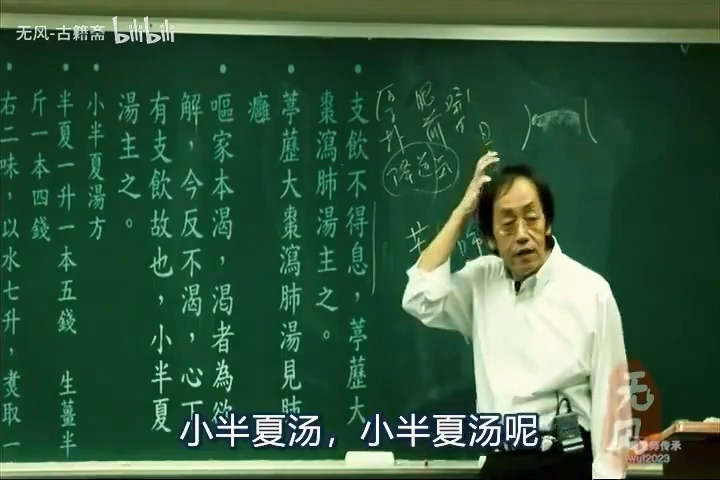 无风-古籍斋 bilibili
支飲不得息，葶藶大
棗瀉肺湯主之。
葶藶大棗瀉肺湯見肺
癰
嘔家本渴，渴者為欲
解，今反不渴，心下
有支飲故也，小半夏
湯主之。
小半夏湯方
半夏一升一本五錢 生薑半
斤一本四錢
右二味，以水七升，煑取一
肥
前
降逆
小半夏汤，小半夏汤呢
无风
wuf2023